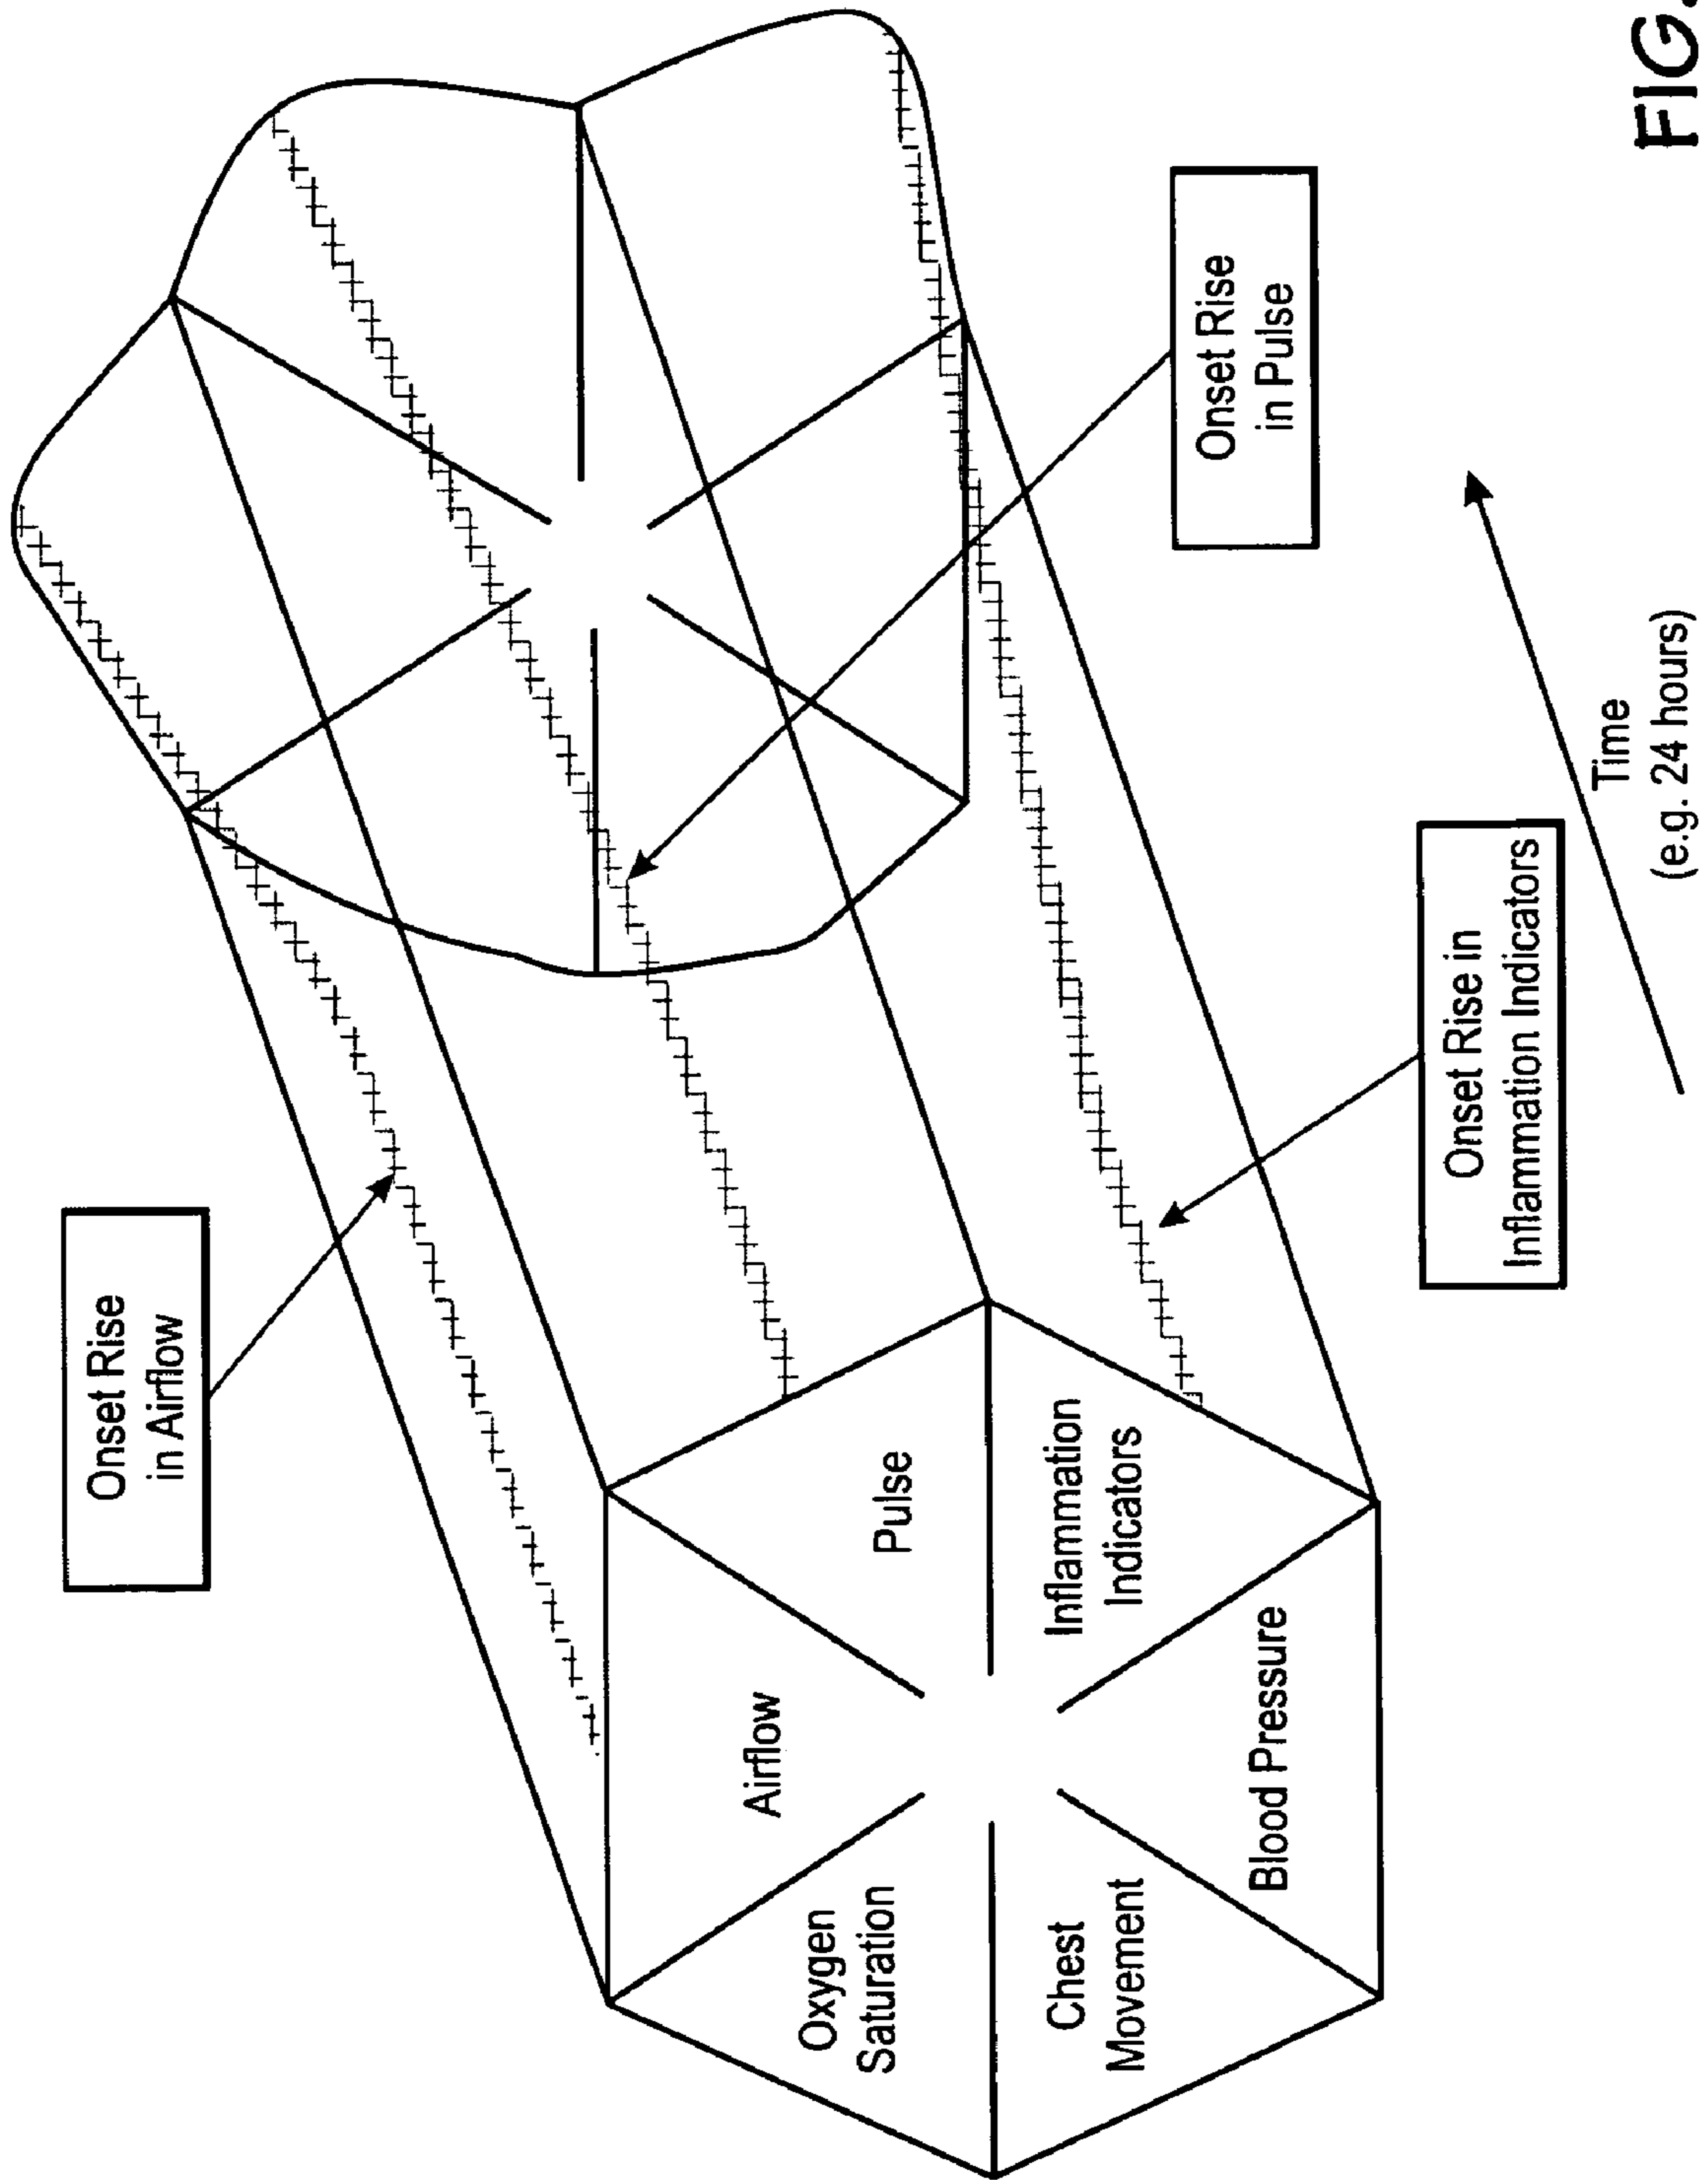 Onset Rise
in Airflow
Oxygen
Saturation
Airflow
Pulse
Chest
Movement
Inflammation
Indicators
Blood Pressure
Onset Rise
in Pulse
Onset Rise in
Inflammation Indicators
Time
(e.g. 24 hours)
FIG.